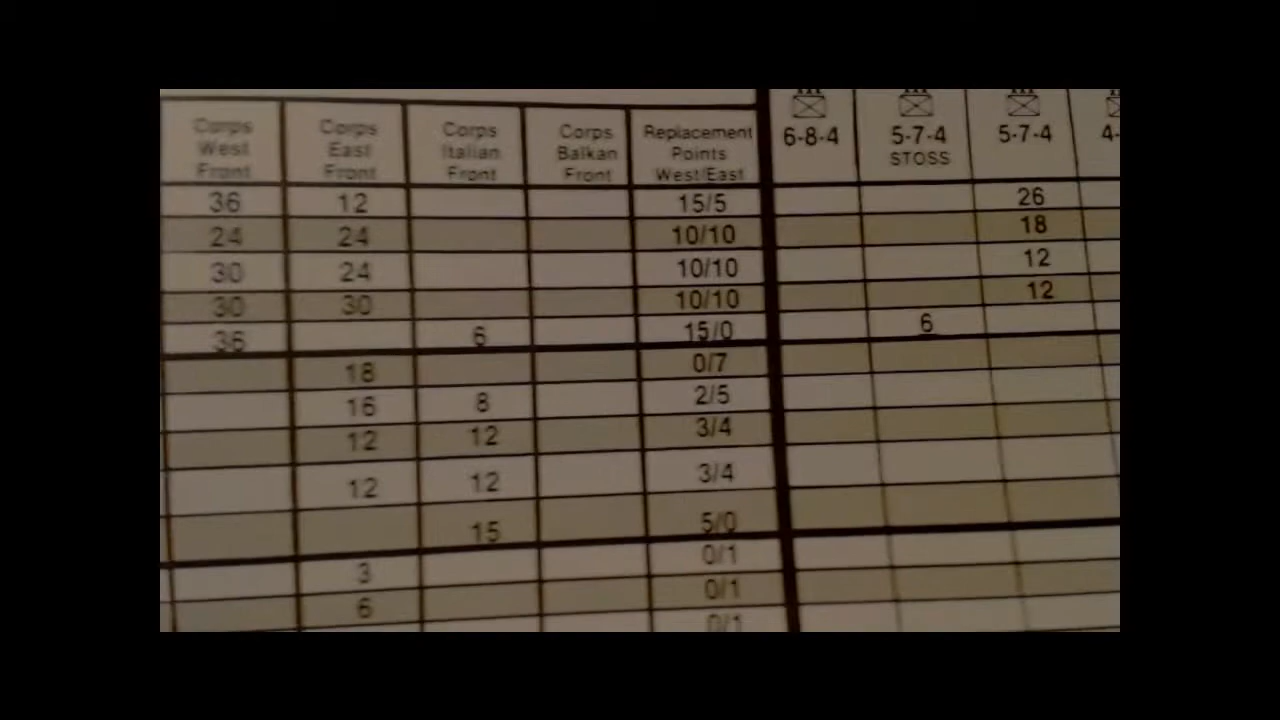 Corps West Front Corps East Front Corps Italian Front Corps Balkan Front Replacement Points West/East 6-8-4 5-7-4 STOSS 5-7-4 4-
36 12 15/5 26
24 24 10/10 18
30 24 10/10 12
30 30 10/10 12
36 6 15/0 6
18 0/7
16 8 2/5
12 12 3/4
12 12 3/4
15 5/0
3 0/1
6 0/1
0/1